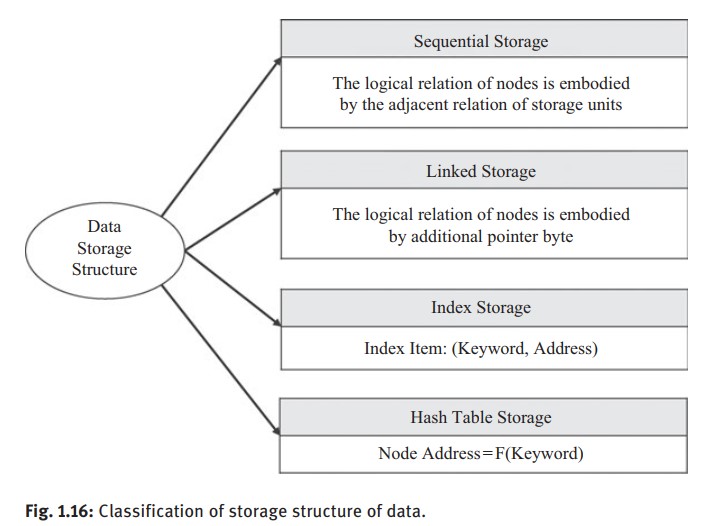 Sequential Storage
The logical relation of nodes is embodied
by the adjacent relation of storage units
Linked Storage
The logical relation of nodes is embodied
by additional pointer byte
Data
Storage
Structure
Index Storage
Index Item: (Keyword, Address)
Hash Table Storage
Node Address=F(Keyword)
Fig. 1.16: Classification of storage structure of data.